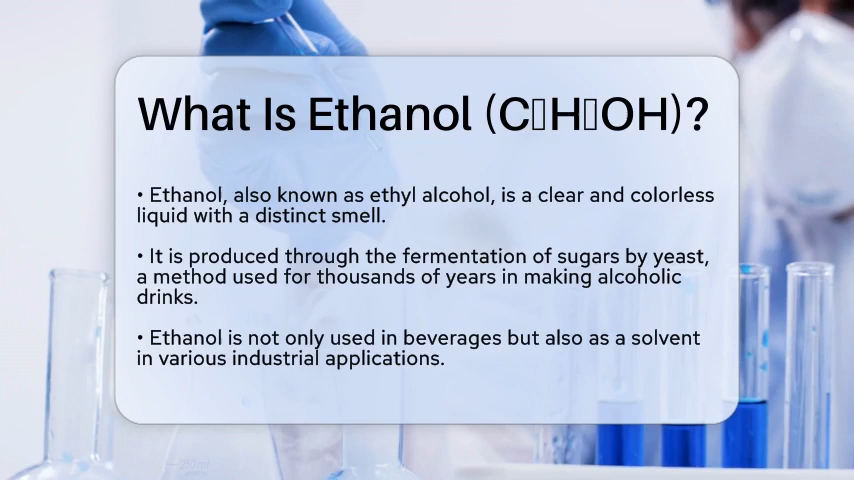 What Is Ethanol (C▯H▯OH)?
• Ethanol, also known as ethyl alcohol, is a clear and colorless
liquid with a distinct smell.
• It is produced through the fermentation of sugars by yeast,
a method used for thousands of years in making alcoholic
drinks.
• Ethanol is not only used in beverages but also as a solvent
in various industrial applications.